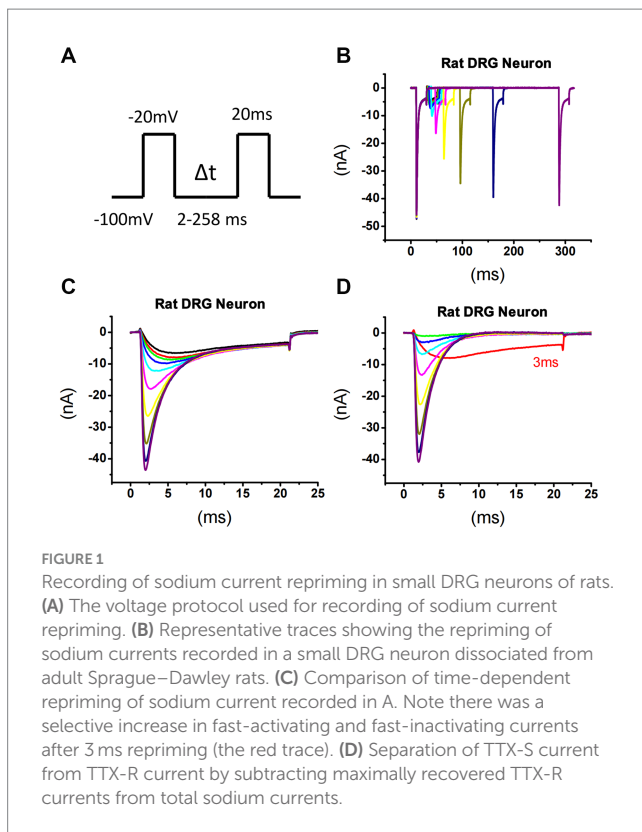 A
-20mV 20ms
Δt
-100mV 2-258 ms
B
Rat DRG Neuron
0
-10
-20
-30
-40
-50
(nA)
0 100 200 300
(ms)
C
Rat DRG Neuron
0
-10
-20
-30
-40
(nA)
0 5 10 15 20 25
(ms)
D
Rat DRG Neuron
0
-10
-20
-30
-40
(nA)
3ms
0 5 10 15 20 25
(ms)
FIGURE 1
Recording of sodium current repriming in small DRG neurons of rats.
(A) The voltage protocol used for recording of sodium current
repriming. (B) Representative traces showing the repriming of
sodium currents recorded in a small DRG neuron dissociated from
adult Sprague–Dawley rats. (C) Comparison of time-dependent
repriming of sodium current recorded in A. Note there was a
selective increase in fast-activating and fast-inactivating currents
after 3 ms repriming (the red trace). (D) Separation of TTX-S current
from TTX-R current by subtracting maximally recovered TTX-R
currents from total sodium currents.